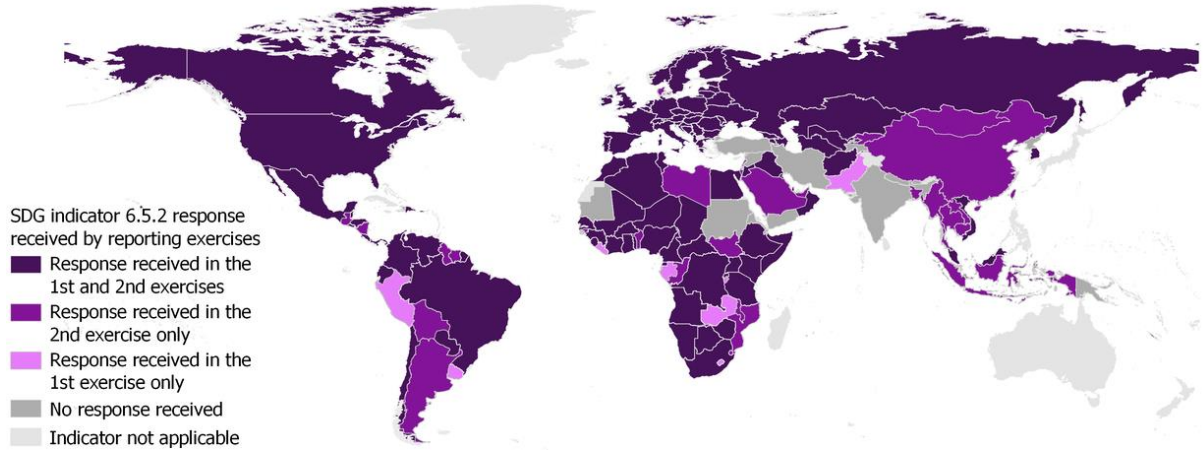 SDG indicator 6.5.2 response
received by reporting exercises
Response received in the
1st and 2nd exercises
Response received in the
2nd exercise only
Response received in the
1st exercise only
No response received
Indicator not applicable